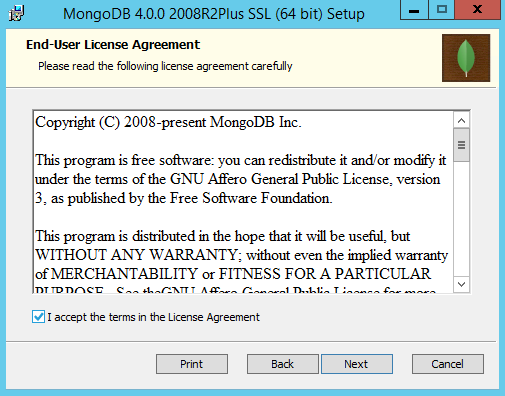 MongoDB 4.0.0 2008R2Plus SSL (64 bit) Setup
End-User License Agreement
Please read the following license agreement carefully
Copyright (C) 2008-present MongoDB Inc.
This program is free software: you can redistribute it and/or modify it
under the terms of the GNU Affero General Public License, version
3, as published by the Free Software Foundation.
This program is distributed in the hope that it will be useful, but
WITHOUT ANY WARRANTY; without even the implied warranty
of MERCHANTABILITY or FITNESS FOR A PARTICULAR
PURPOSE. See theGNU Affero General Public License for more
I accept the terms in the License Agreement
Print
Back
Next
Cancel